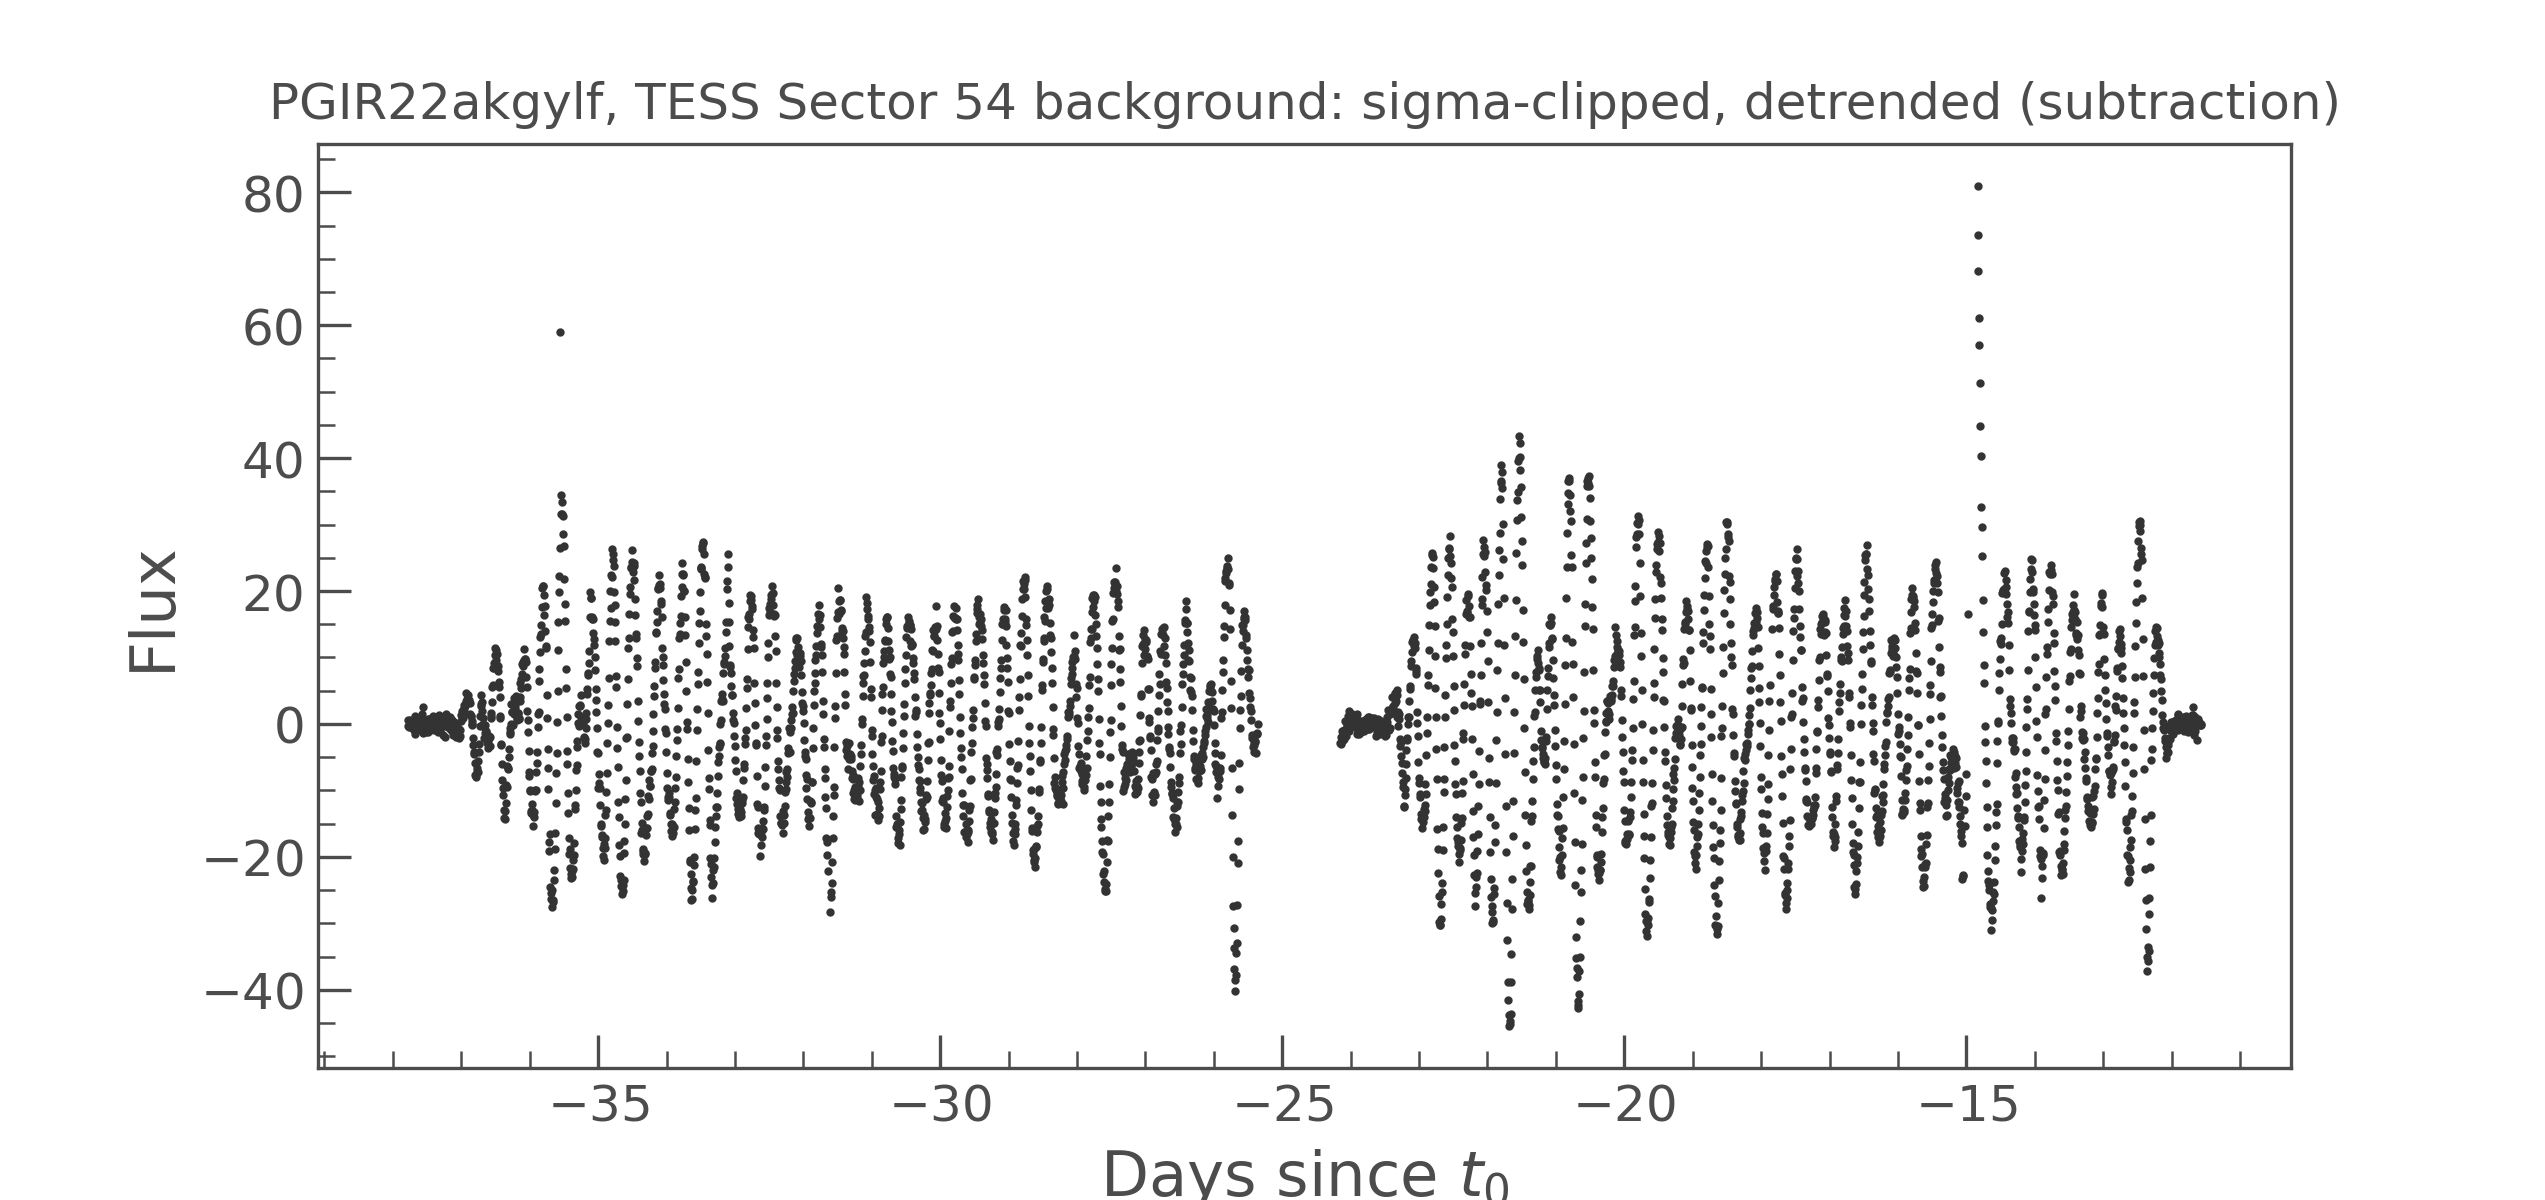 PGIR22akgylf, TESS Sector 54 background: sigma-clipped, detrended (subtraction)
80
60
40
20
0
−20
−40
Flux
−35 −30 −25 −20 −15
Days since t₀